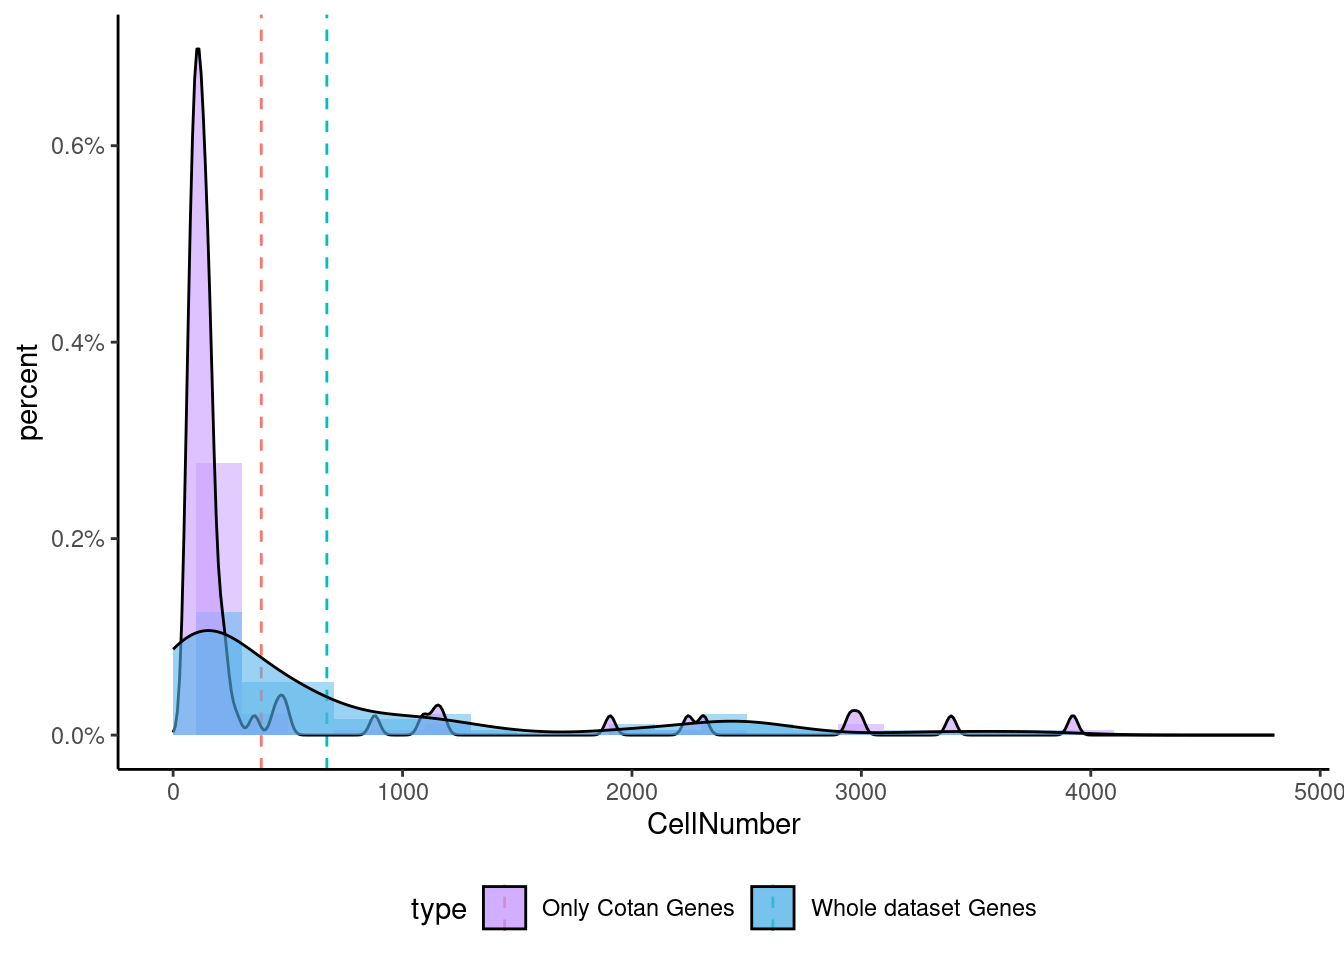 percent
0.6%
0.4%
0.2%
0.0%
0 1000 2000 3000 4000 5000
CellNumber
type Only Cotan Genes Whole dataset Genes